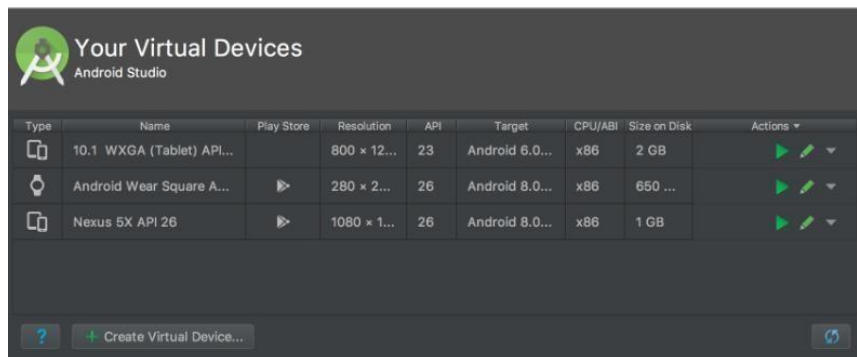 Your Virtual Devices
Android Studio
Type Name Play Store Resolution API Target CPU/ABI Size on Disk Actions
10.1 WXGA (Tablet) API... 800 × 12... 23 Android 6.0... x86 2 GB
Android Wear Square A... 280 × 2... 26 Android 8.0... x86 650 ...
Nexus 5X API 26 1080 × 1... 26 Android 8.0... x86 1 GB
? + Create Virtual Device...